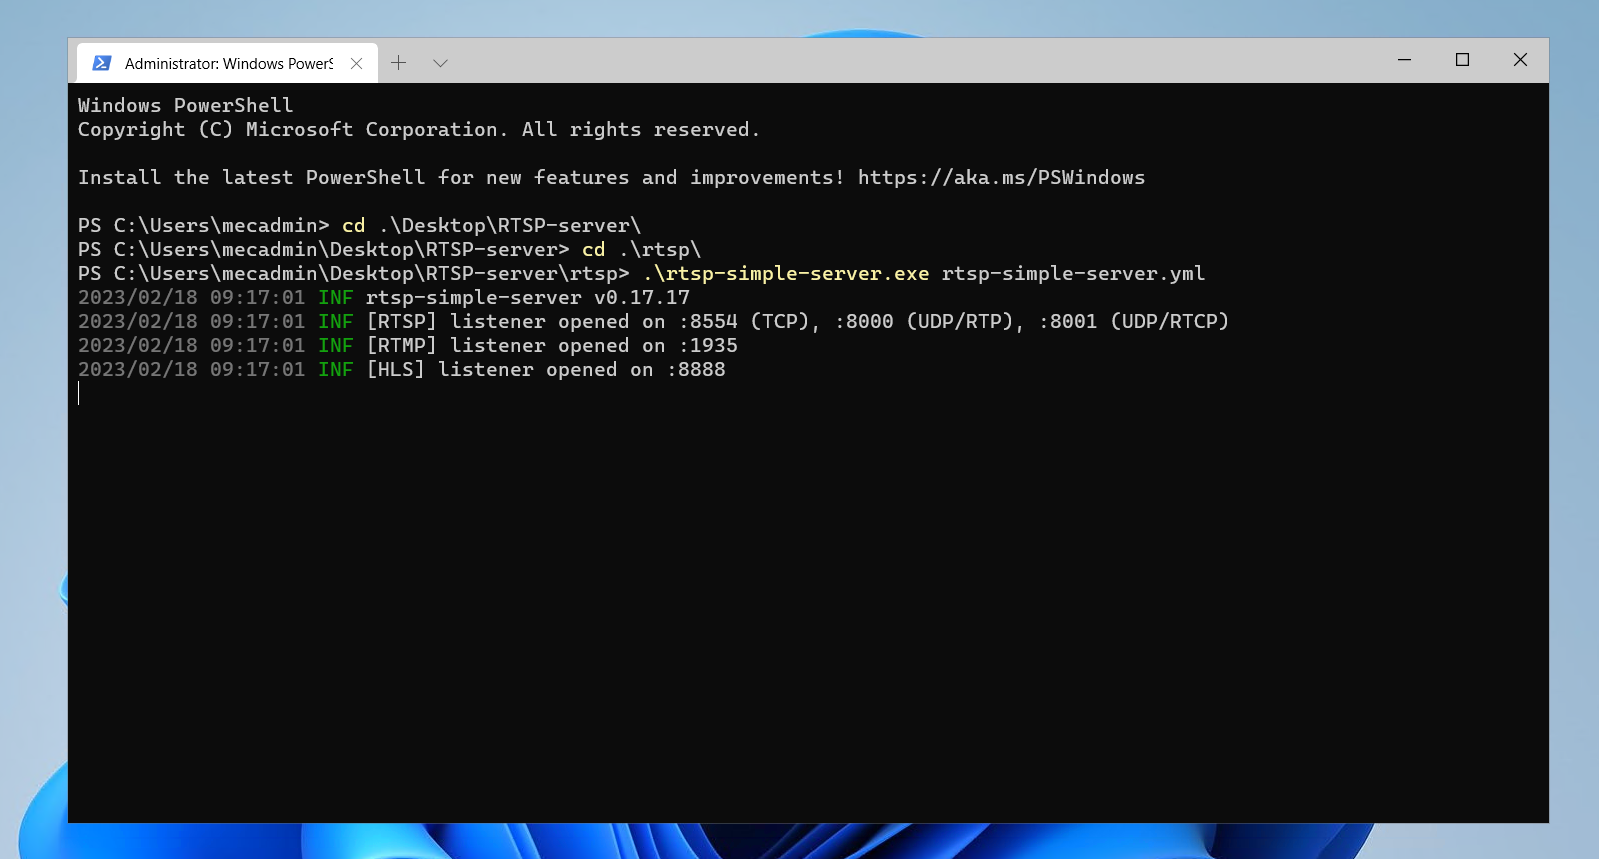 Administrator: Windows PowerS
Windows PowerShell
Copyright (C) Microsoft Corporation. All rights reserved.
Install the latest PowerShell for new features and improvements! https://aka.ms/PSWindows
PS C:\Users\mecadmin> cd .\Desktop\RTSP-server\
PS C:\Users\mecadmin\Desktop\RTSP-server> cd .\rtsp\
PS C:\Users\mecadmin\Desktop\RTSP-server\rtsp> .\rtsp-simple-server.exe rtsp-simple-server.yml
2023/02/18 09:17:01 INF rtsp-simple-server v0.17.17
2023/02/18 09:17:01 INF [RTSP] listener opened on :8554 (TCP), :8000 (UDP/RTP), :8001 (UDP/RTCP)
2023/02/18 09:17:01 INF [RTMP] listener opened on :1935
2023/02/18 09:17:01 INF [HLS] listener opened on :8888